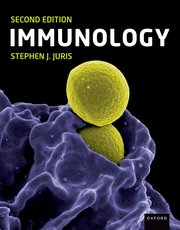 SECOND EDITION
IMMUNOLOGY
STEPHEN J. JURIS
OXFORD